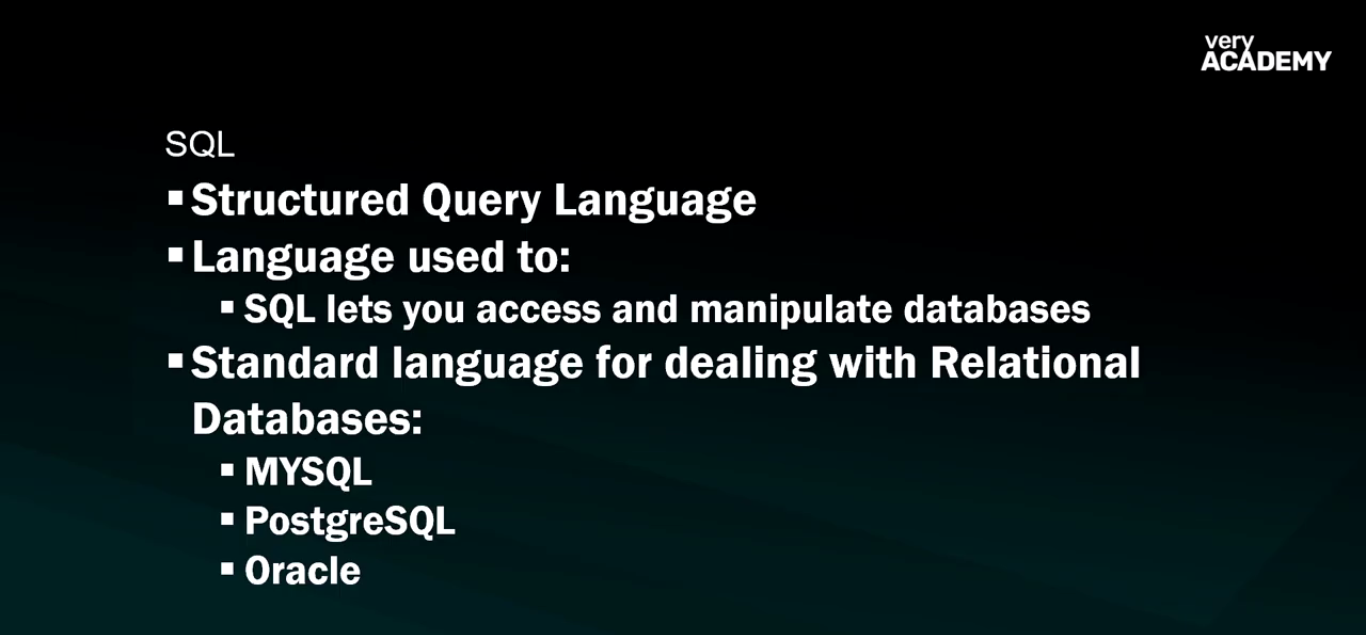 very
ACADEMY
SQL
▪Structured Query Language
▪Language used to:
▪SQL lets you access and manipulate databases
▪Standard language for dealing with Relational
Databases:
▪MYSQL
▪PostgreSQL
▪Oracle